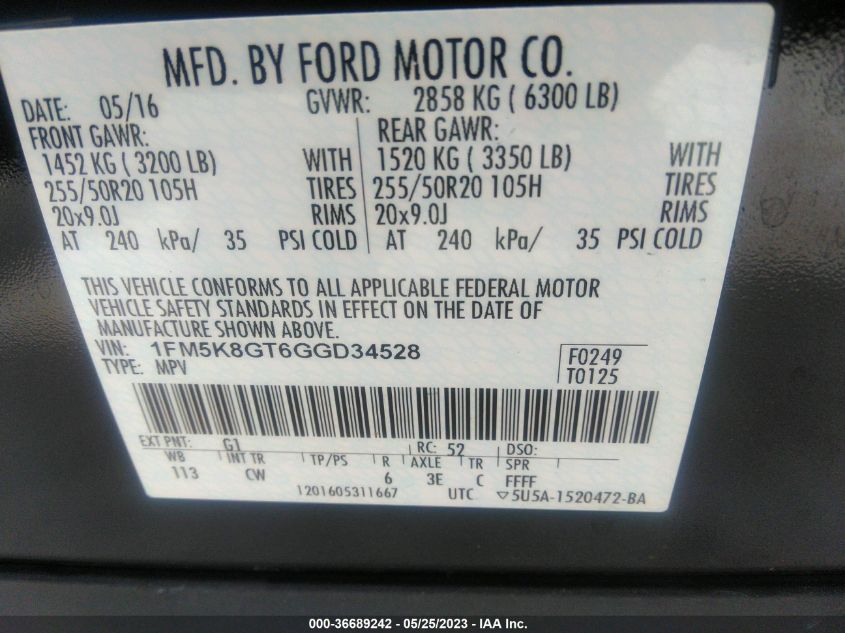 MFD. BY FORD MOTOR CO.
DATE: 05/16 GVWR: 2858 KG ( 6300 LB)
FRONT GAWR: REAR GAWR:
1452 KG ( 3200 LB) WITH 1520 KG ( 3350 LB) WITH
255/50R20 105H TIRES 255/50R20 105H TIRES
20x9.0J RIMS 20x9.0J RIMS
AT 240 kPa/ 35 PSI COLD AT 240 kPa/ 35 PSI COLD
THIS VEHICLE CONFORMS TO ALL APPLICABLE FEDERAL MOTOR
VEHICLE SAFETY STANDARDS IN EFFECT ON THE DATE OF
MANUFACTURE SHOWN ABOVE.
VIN: 1FM5K8GT6GGD34528 F0249
TYPE: MPV T0125
EXT PNT: G1 RC: 52 DSO:
WB INT TR TP/PS R AXLE TR SPR
113 CW 6 3E C FFFF
1201605311667 UTC ▽5U5A-1520472-BA
000-36689242 - 05/25/2023 - IAA Inc.